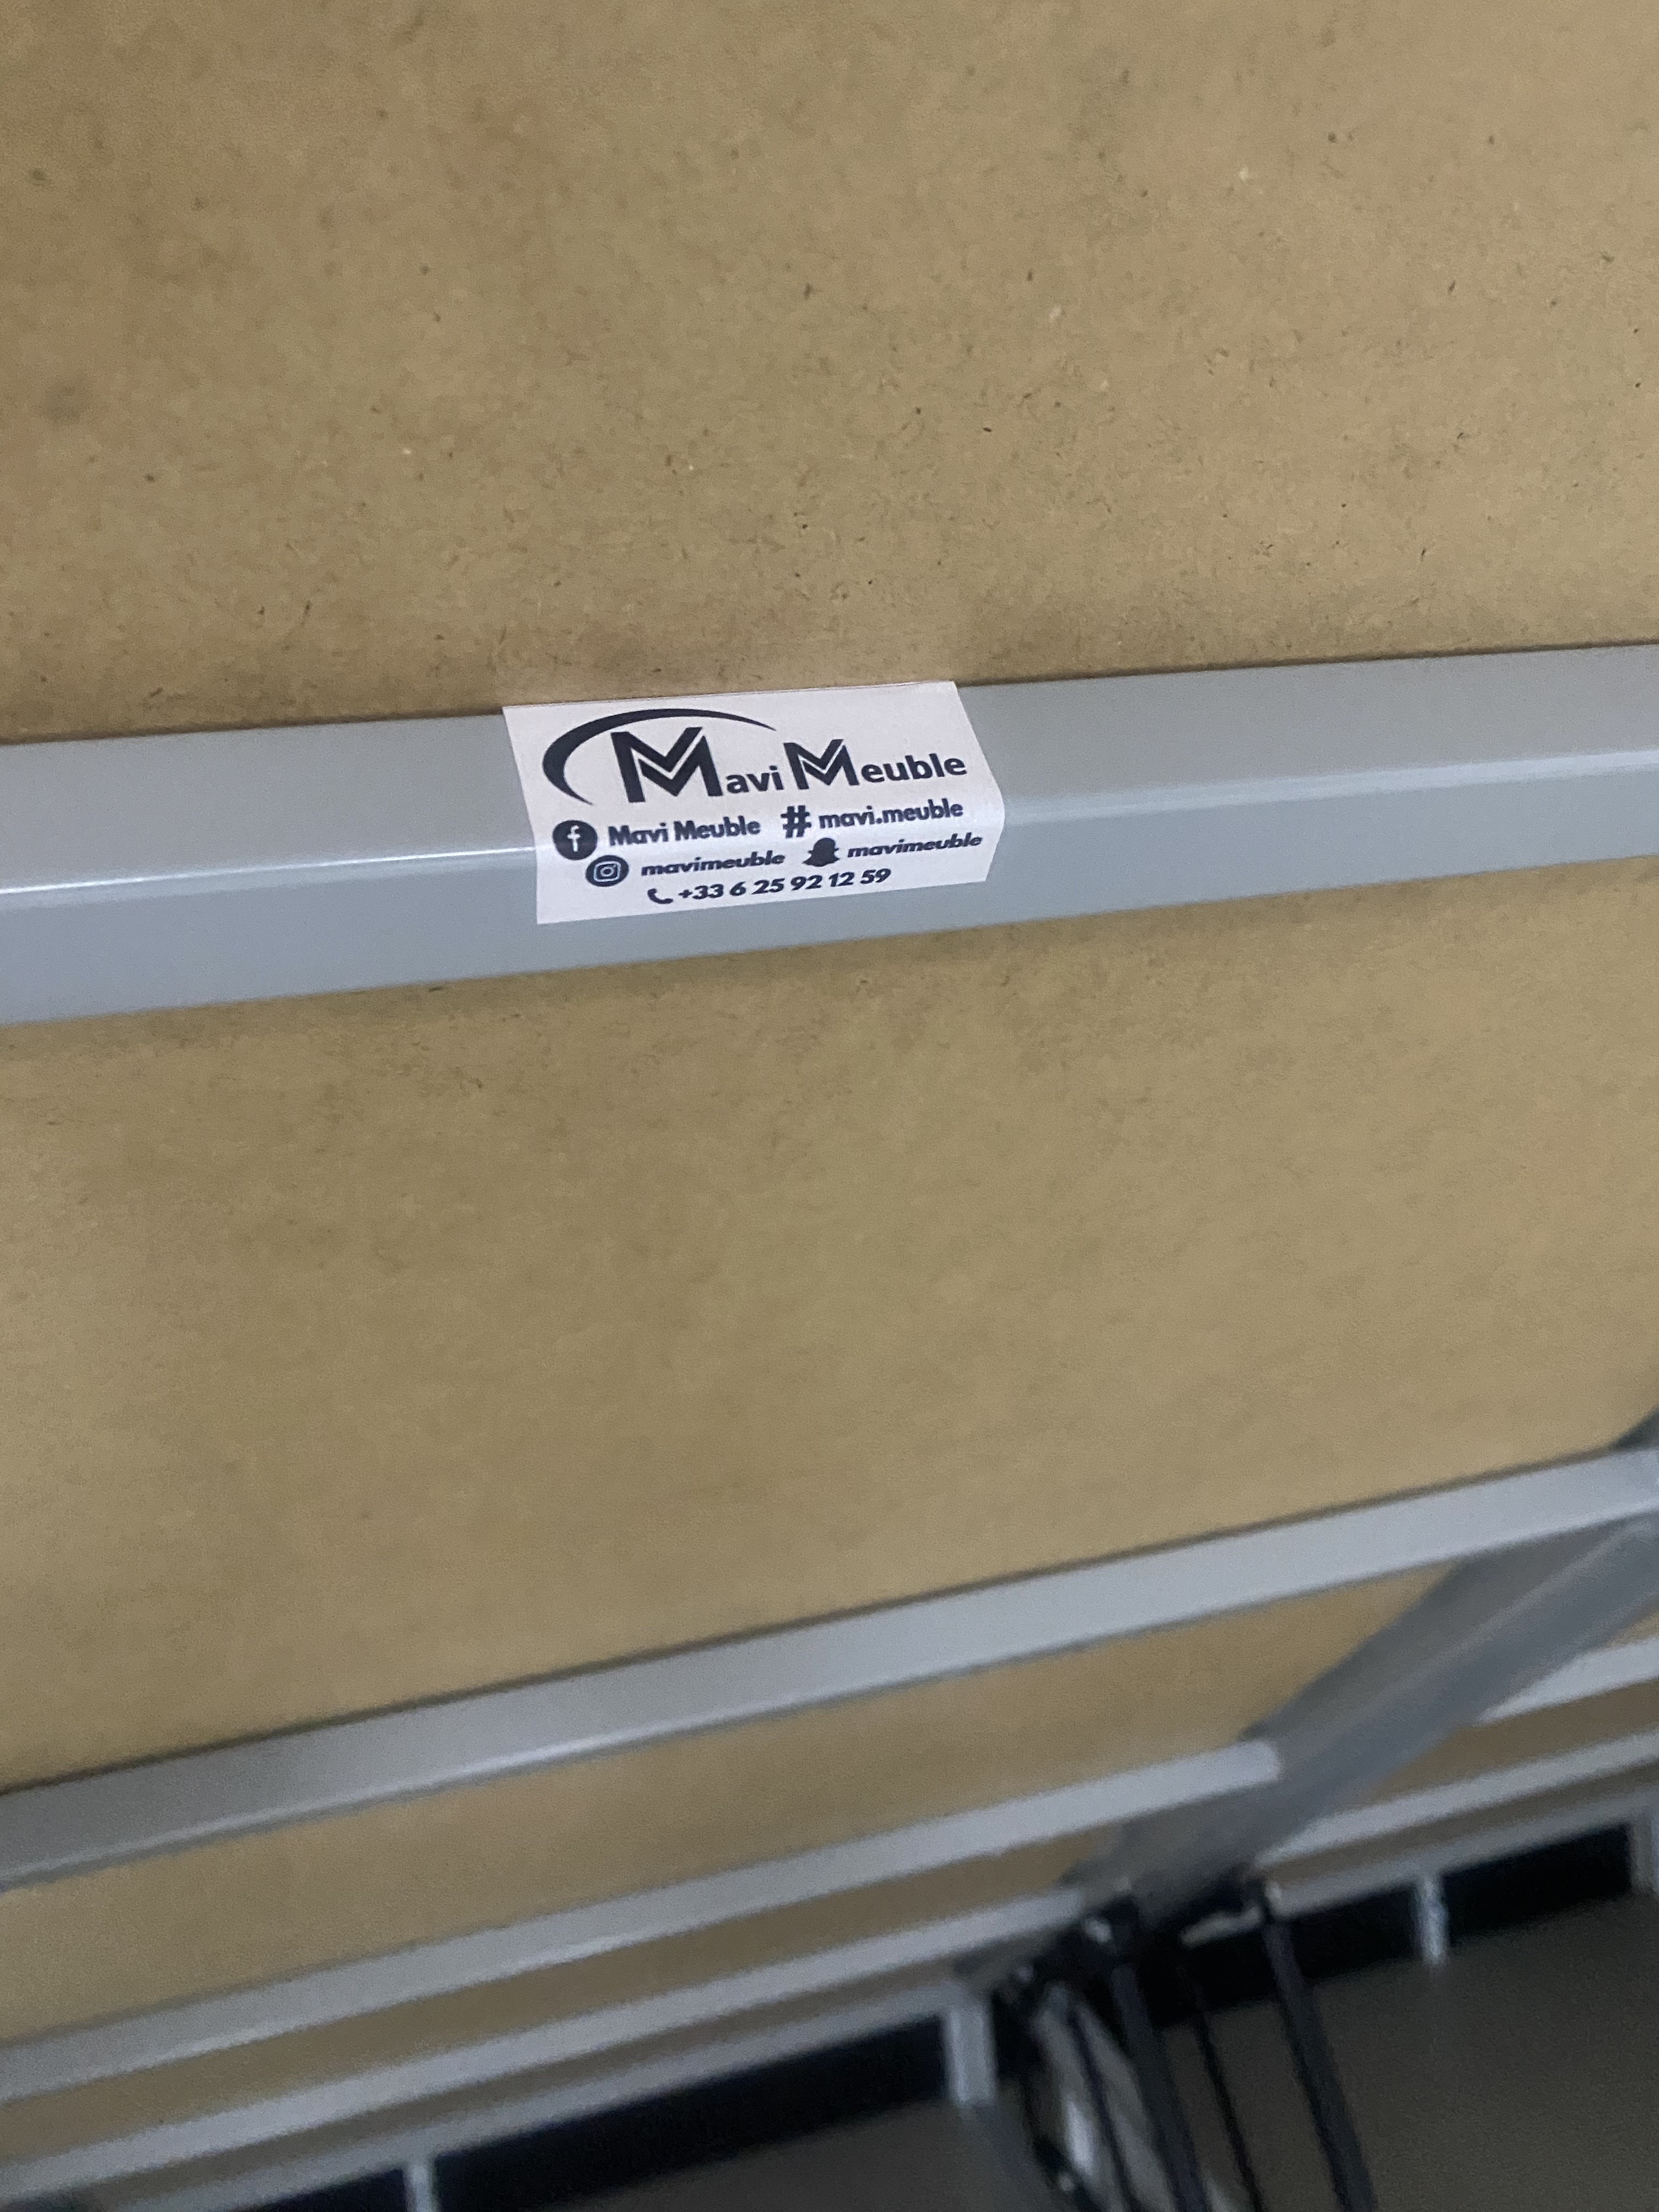 Mavi Meuble
Mavi Meuble # mavi.meuble
mavimeuble mavimeuble
+33 6 25 92 12 59